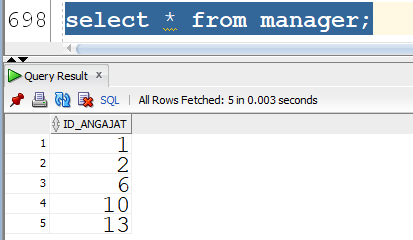 698 select * from manager;
Query Result x
SQL | All Rows Fetched: 5 in 0.003 seconds
ID_ANGAJAT
1 1
2 2
3 6
4 10
5 13